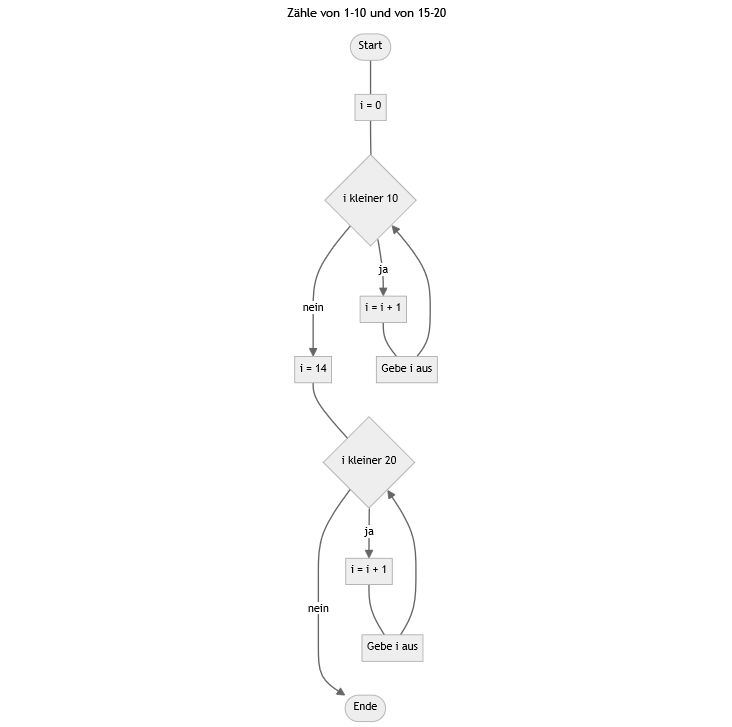 Zähle von 1-10 und von 15-20
Start
i = 0
i kleiner 10
ja
nein
i = i + 1
i = 14
Gebe i aus
i kleiner 20
ja
i = i + 1
nein
Gebe i aus
Ende